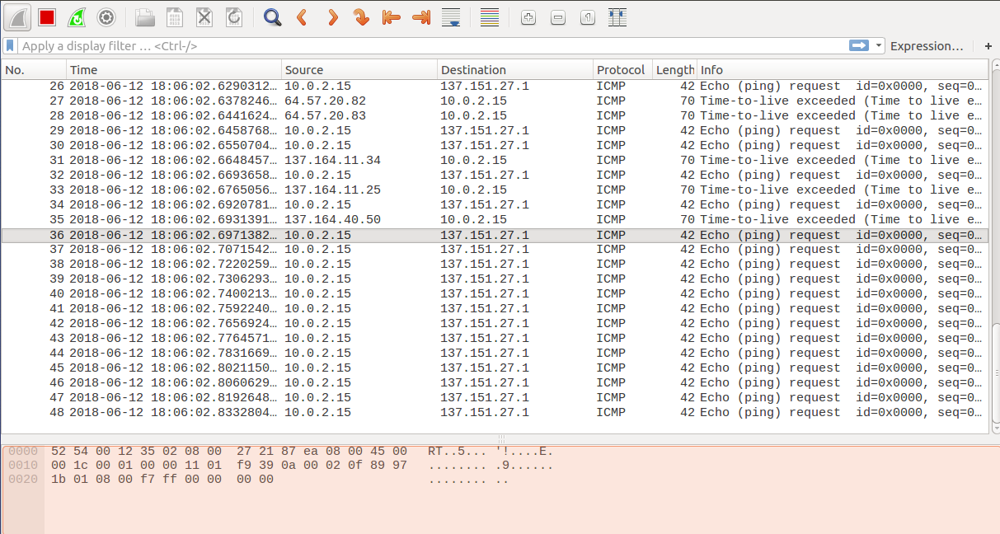 Apply a display filter … <Ctrl-/> Expression… +
No. Time Source Destination Protocol Length Info
26 2018-06-12 18:06:02.6290312… 10.0.2.15 137.151.27.1 ICMP 42 Echo (ping) request id=0x0000, seq=0…
27 2018-06-12 18:06:02.6378246… 64.57.20.82 10.0.2.15 ICMP 70 Time-to-live exceeded (Time to live e…
28 2018-06-12 18:06:02.6441624… 64.57.20.83 10.0.2.15 ICMP 70 Time-to-live exceeded (Time to live e…
29 2018-06-12 18:06:02.6458768… 10.0.2.15 137.151.27.1 ICMP 42 Echo (ping) request id=0x0000, seq=0…
30 2018-06-12 18:06:02.6550704… 10.0.2.15 137.151.27.1 ICMP 42 Echo (ping) request id=0x0000, seq=0…
31 2018-06-12 18:06:02.6648457… 137.164.11.34 10.0.2.15 ICMP 70 Time-to-live exceeded (Time to live e…
32 2018-06-12 18:06:02.6693658… 10.0.2.15 137.151.27.1 ICMP 42 Echo (ping) request id=0x0000, seq=0…
33 2018-06-12 18:06:02.6765056… 137.164.11.25 10.0.2.15 ICMP 70 Time-to-live exceeded (Time to live e…
34 2018-06-12 18:06:02.6920781… 10.0.2.15 137.151.27.1 ICMP 42 Echo (ping) request id=0x0000, seq=0…
35 2018-06-12 18:06:02.6931391… 137.164.40.50 10.0.2.15 ICMP 70 Time-to-live exceeded (Time to live e…
36 2018-06-12 18:06:02.6971382… 10.0.2.15 137.151.27.1 ICMP 42 Echo (ping) request id=0x0000, seq=0…
37 2018-06-12 18:06:02.7071542… 10.0.2.15 137.151.27.1 ICMP 42 Echo (ping) request id=0x0000, seq=0…
38 2018-06-12 18:06:02.7220259… 10.0.2.15 137.151.27.1 ICMP 42 Echo (ping) request id=0x0000, seq=0…
39 2018-06-12 18:06:02.7306293… 10.0.2.15 137.151.27.1 ICMP 42 Echo (ping) request id=0x0000, seq=0…
40 2018-06-12 18:06:02.7400213… 10.0.2.15 137.151.27.1 ICMP 42 Echo (ping) request id=0x0000, seq=0…
41 2018-06-12 18:06:02.7592240… 10.0.2.15 137.151.27.1 ICMP 42 Echo (ping) request id=0x0000, seq=0…
42 2018-06-12 18:06:02.7656924… 10.0.2.15 137.151.27.1 ICMP 42 Echo (ping) request id=0x0000, seq=0…
43 2018-06-12 18:06:02.7764571… 10.0.2.15 137.151.27.1 ICMP 42 Echo (ping) request id=0x0000, seq=0…
44 2018-06-12 18:06:02.7831669… 10.0.2.15 137.151.27.1 ICMP 42 Echo (ping) request id=0x0000, seq=0…
45 2018-06-12 18:06:02.8021150… 10.0.2.15 137.151.27.1 ICMP 42 Echo (ping) request id=0x0000, seq=0…
46 2018-06-12 18:06:02.8060629… 10.0.2.15 137.151.27.1 ICMP 42 Echo (ping) request id=0x0000, seq=0…
47 2018-06-12 18:06:02.8192648… 10.0.2.15 137.151.27.1 ICMP 42 Echo (ping) request id=0x0000, seq=0…
48 2018-06-12 18:06:02.8332804… 10.0.2.15 137.151.27.1 ICMP 42 Echo (ping) request id=0x0000, seq=0…
0000 52 54 00 12 35 02 08 00 27 21 87 ea 08 00 45 00 RT..5... '!....E.
0010 00 1c 00 01 00 00 11 01 f9 39 0a 00 02 0f 89 97 ........ .9......
0020 1b 01 08 00 f7 ff 00 00 00 00 ........ ..